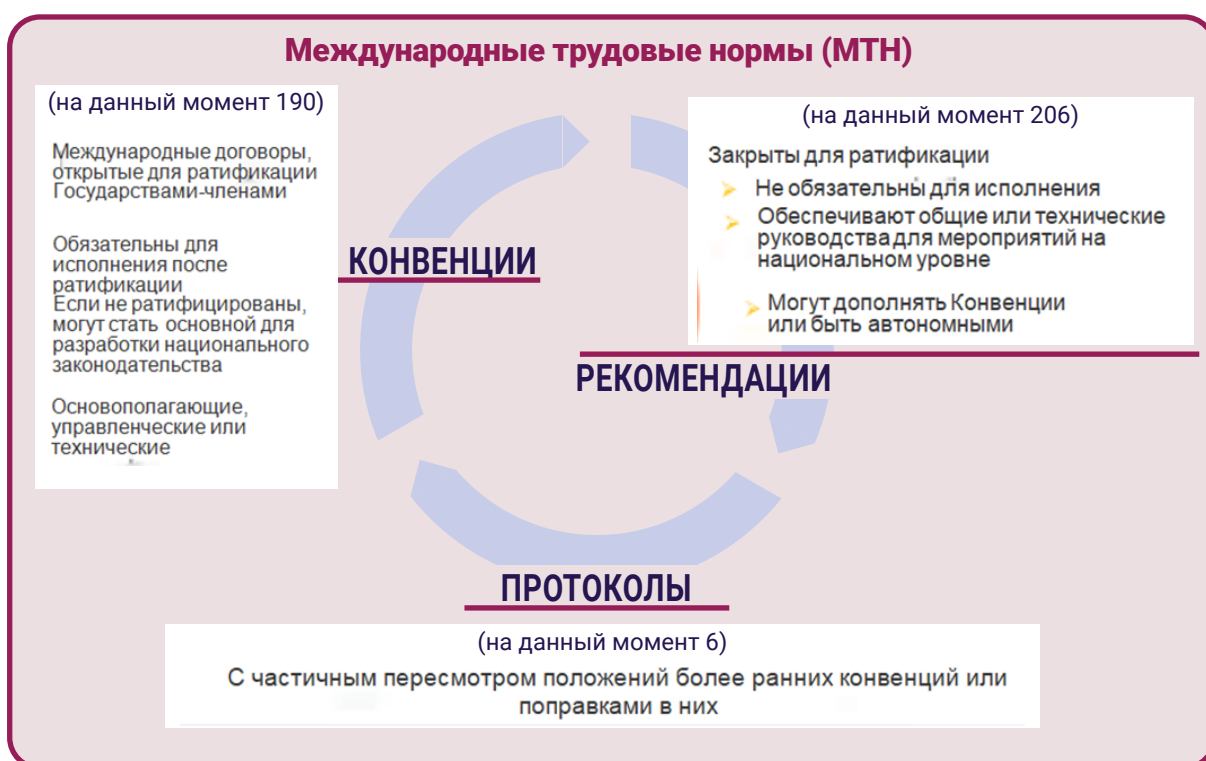 Международные трудовые нормы (МТН)
(на данный момент 190)
Международные договоры,
открытые для ратификации
Государствами-членами
Обязательны для
исполнения после
ратификации
Если не ратифицированы,
могут стать основной для
разработки национального
законодательства
Основополагающие,
управленческие или
технические
КОНВЕНЦИИ
(на данный момент 206)
Закрыты для ратификации
Не обязательны для исполнения
Обеспечивают общие или технические
руководства для мероприятий на
национальном уровне
Могут дополнять Конвенции
или быть автономными
РЕКОМЕНДАЦИИ
ПРОТОКОЛЫ
(на данный момент 6)
С частичным пересмотром положений более ранних конвенций или
поправками в них